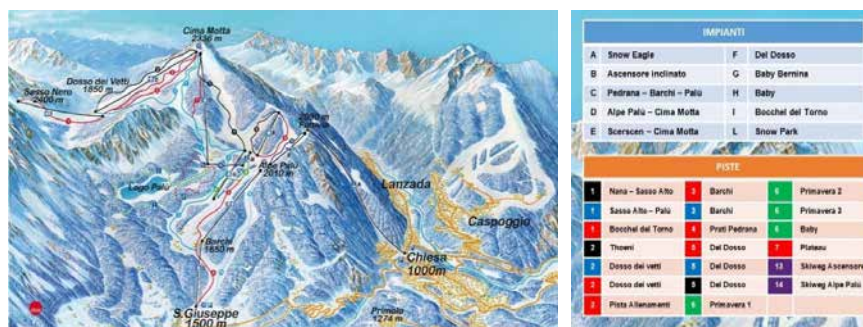 Cima Motta
2336 m
Dosso dei Vetti
1850 m
Sasso Nero
2400 m
2000 m
Alpe Palù
2010 m
Lago Palù
Barchi
1650 m
S.Giuseppe
1500 m
Lanzada
Caspoggio
Chiesa
1000m
Primolo
1274 m
IMPIANTI
A Snow Eagle F Del Dosso
B Ascensore inclinato G Baby Bernina
C Pedrana – Barchi – Palù H Baby
D Alpe Palù – Cima Motta I Bocchel del Torno
E Scerscen – Cima Motta L Snow Park
PISTE
1 Nana – Sasso Alto 3 Barchi 6 Primavera 2
1 Sasso Alto – Palù 3 Barchi 6 Primavera 3
1 Bocchel del Torno 4 Prati Pedrana 6 Baby
2 Thoeni 5 Del Dosso 7 Plateau
2 Dosso dei vetti 5 Del Dosso 13 Skiweg Ascensore
2 Dosso dei vetti 5 Del Dosso 14 Skiweg Alpe Palù
2 Pista Allenamenti 6 Primavera 1